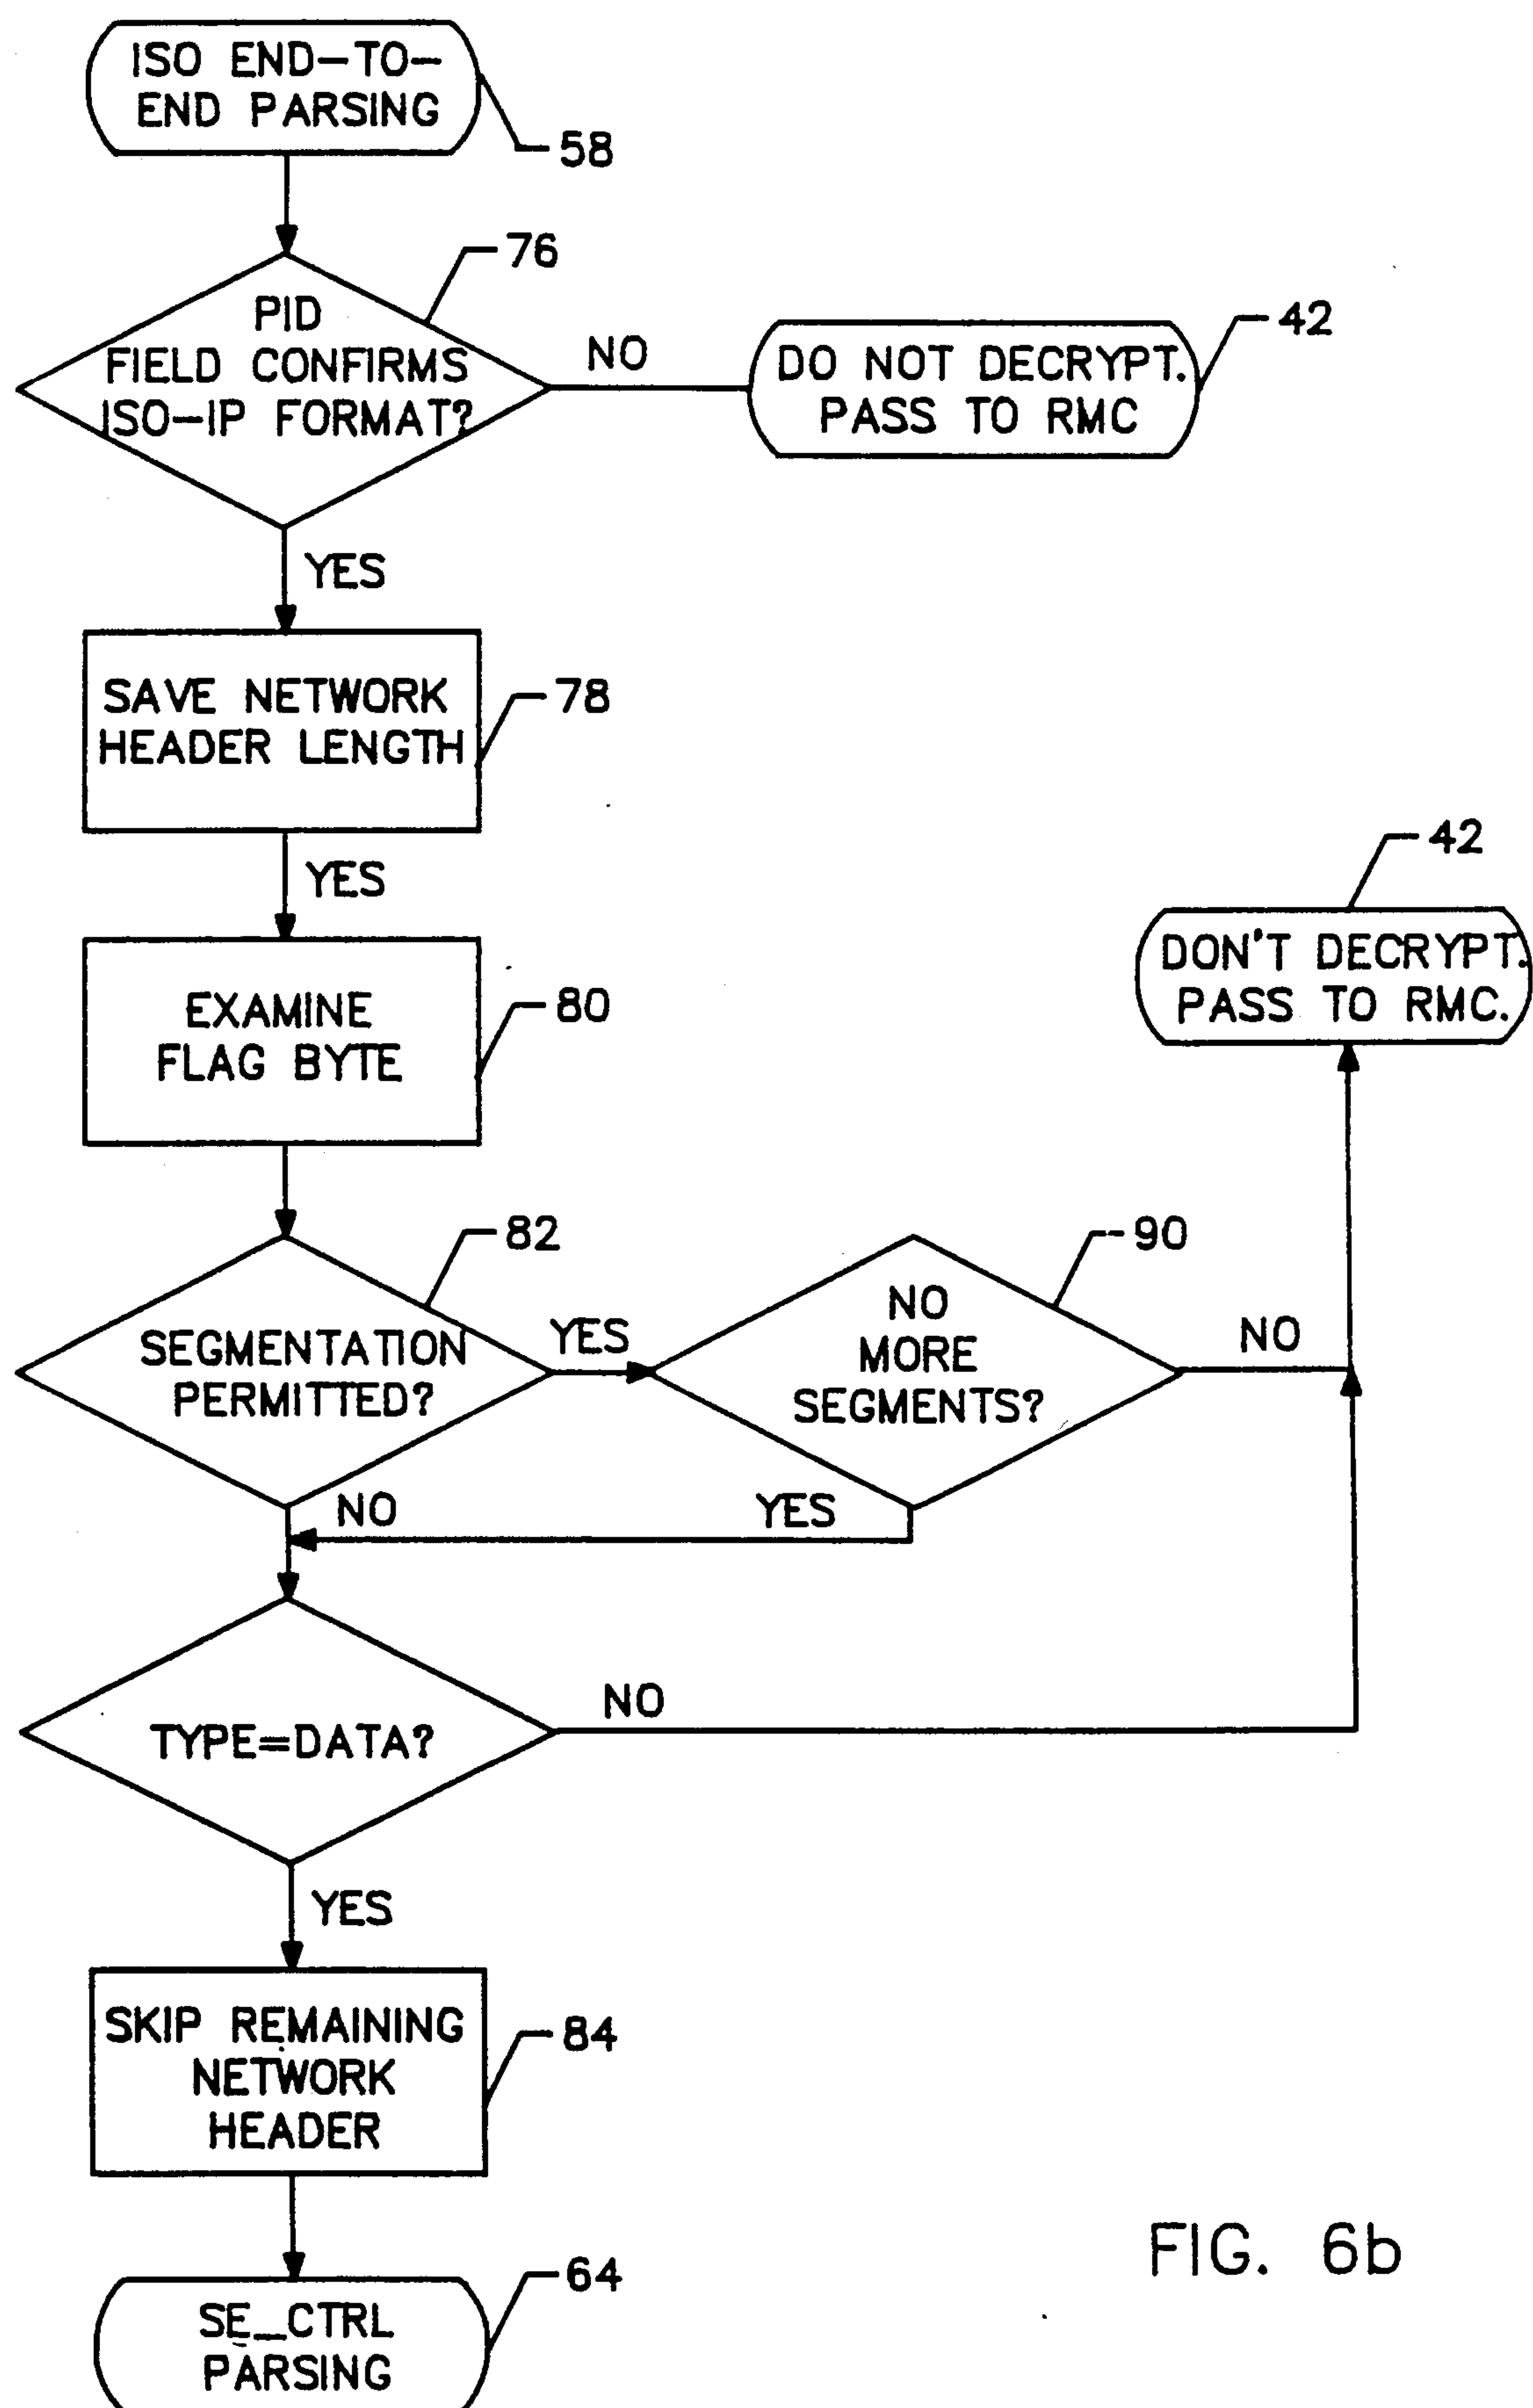 ISO END-TO-
END PARSING
58
76
PID
FIELD CONFIRMS
ISO-IP FORMAT?
NO
42
DO NOT DECRYPT.
PASS TO RMC
YES
SAVE NETWORK
HEADER LENGTH
78
YES
42
DON'T DECRYPT.
PASS TO RMC.
EXAMINE
FLAG BYTE
80
82
SEGMENTATION
PERMITTED?
YES
90
NO
MORE
SEGMENTS?
NO
NO
YES
TYPE=DATA?
NO
YES
SKIP REMAINING
NETWORK
HEADER
84
64
SE_CTRL
PARSING
FIG. 6b